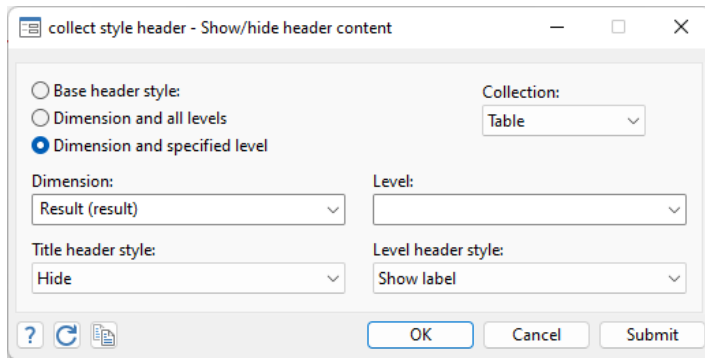 collect style header - Show/hide header content
Base header style:
Collection:
Dimension and all levels
Table
Dimension and specified level
Dimension:
Level:
Result (result)
Title header style:
Level header style:
Hide
Show label
?
OK
Cancel
Submit